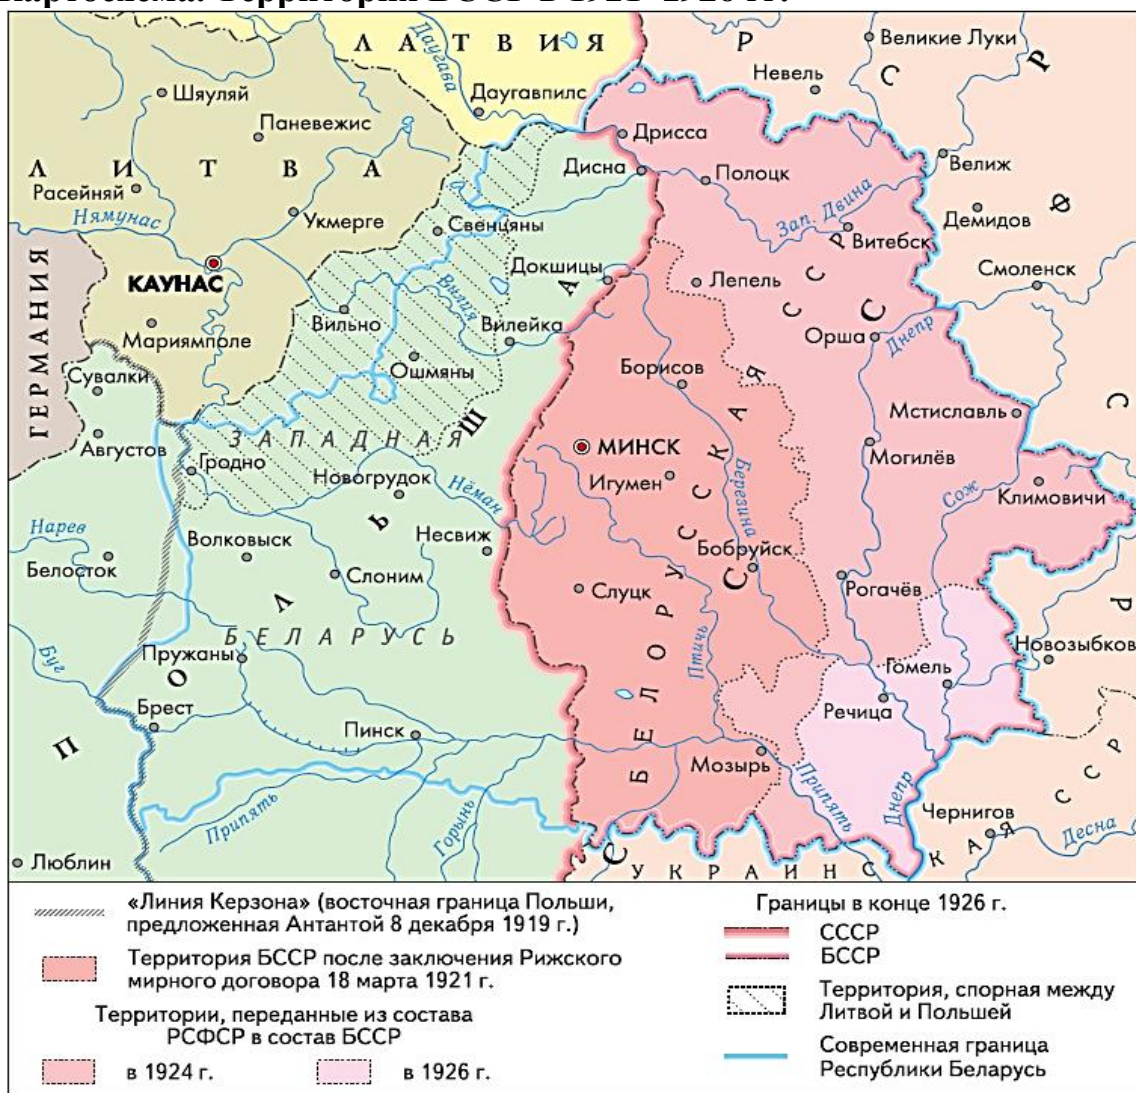 Картосхема. Территория БССР в 1921–1926 гг.
ЛАТВИЯ
Даугава
Великие Луки
Невель
РСФСР
Шяуляй
Даугавпилс
Паневежис
Дрисса
ЛИТВА
Дисна
Полоцк
Велиж
Расейняй
Зап. Двина
Нямунас
Укмерге
Свенцяны
Витебск
Демидов
ГЕРМАНИЯ
КАУНАС
Докшицы
Лепель
Смоленск
Вилия
СССР
Мариямполе
Вильно
Вилейка
Орша
Днепр
Сувалки
Ошмяны
Борисов
Мстиславль
Августов
ЗАПАДНАЯ
МИНСК
Могилёв
Гродно
Новогрудок
Нёман
Игумен
Березина
Сож
Климовичи
Нарев
Волковыск
Несвиж
Бобруйск
Белосток
Слоним
Слуцк
Рогачёв
БЕЛОРУССКАЯ ССР
БЕЛАРУСЬ
Буг
Пружаны
Птичь
Гомель
Новозыбков
ПОЛЬША
Брест
Речица
Пинск
Мозырь
Припять
Днепр
Припять
Горынь
Чернигов
Десна
Люблин
УКРАИНСКАЯ ССР
«Линия Керзона» (восточная граница Польши,
предложенная Антантой 8 декабря 1919 г.)
Территория БССР после заключения Рижского
мирного договора 18 марта 1921 г.
Территории, переданные из состава
РСФСР в состав БССР
в 1924 г.
в 1926 г.
Границы в конце 1926 г.
СССР
БССР
Территория, спорная между
Литвой и Польшей
Современная граница
Республики Беларусь